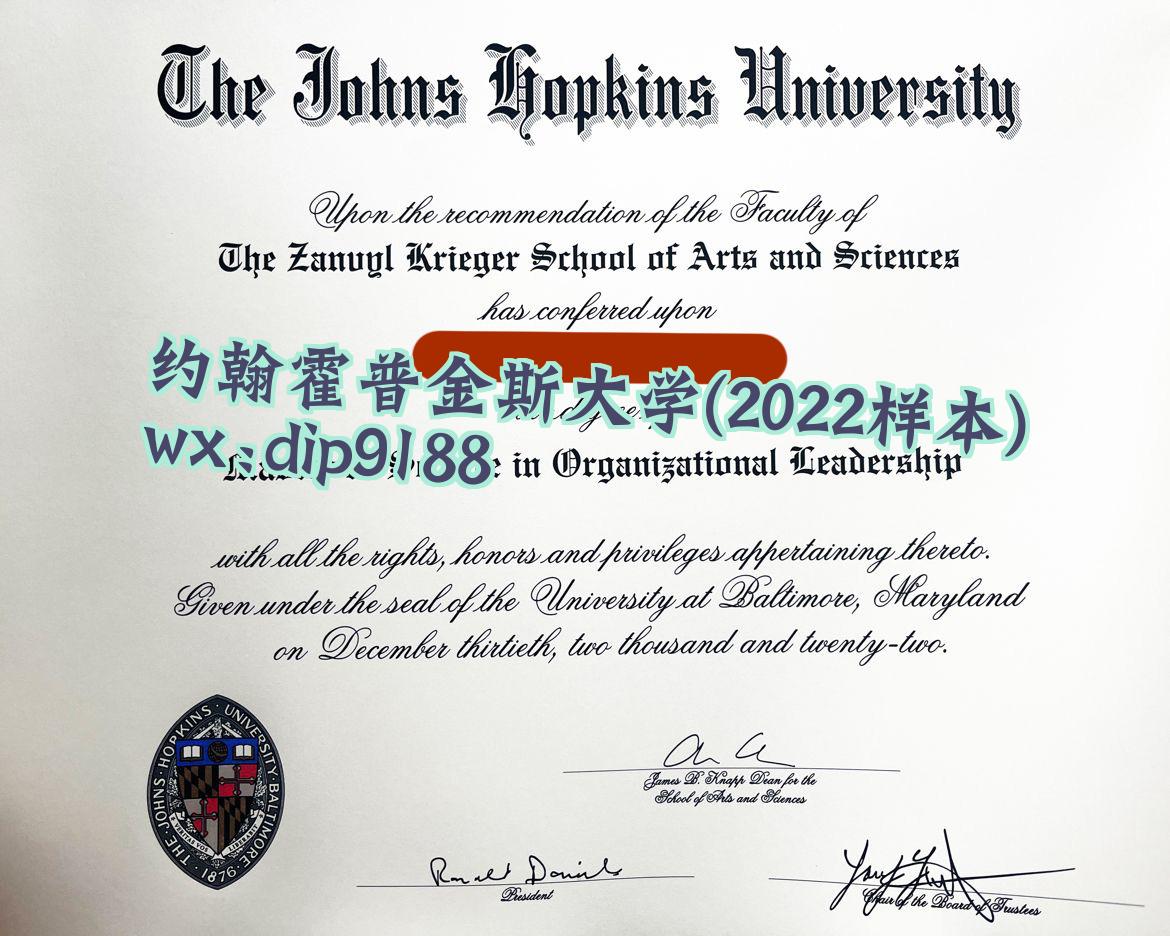 The Johns Hopkins University
Upon the recommendation of the Faculty of
The Zanvyl Krieger School of Arts and Sciences
has conferred upon
约翰霍普金斯大学(2022样本)
wx:dip9188
in Organizational Leadership
with all the rights, honors and privileges appertaining thereto.
Given under the seal of the University at Baltimore, Maryland
on December thirtieth, two thousand and twenty-two.
THE · JOHNS · HOPKINS · UNIVERSITY · BALTIMORE ·
1876
James B. Knapp Dean for the
School of Arts and Sciences
Ronald Daniels
President
Chair of the Board of Trustees